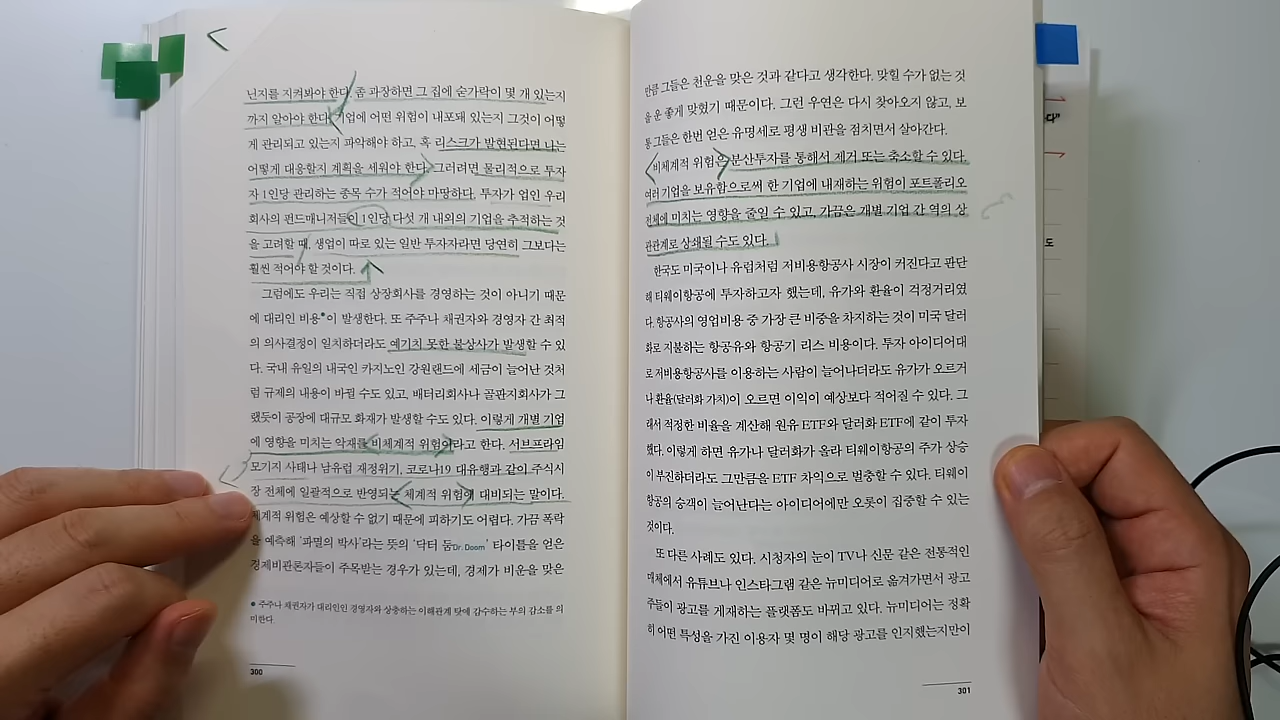 닌지를 지켜봐야 한다. 좀 과장하면 그 집에 숟가락이 몇 개 있는지
까지 알아야 한다. 기업에 어떤 위험이 내포돼 있는지 그것이 어떻
게 관리되고 있는지 파악해야 하고, 혹 리스크가 발현된다면 나는
어떻게 대응할지 계획을 세워야 한다. 그러려면 물리적으로 투자
자 1인당 관리하는 종목 수가 적어야 마땅하다. 투자가 업인 우리
회사의 펀드매니저들인 1인당 다섯 개 내외의 기업을 추적하는 것
을 고려할 때, 생업이 따로 있는 일반 투자자라면 당연히 그보다는
훨씬 적어야 할 것이다.
그럼에도 우리는 직접 상장회사를 경영하는 것이 아니기 때문
에 대리인 비용●이 발생한다. 또 주주나 채권자와 경영자 간 최적
의 의사결정이 일치하더라도 예기치 못한 불상사가 발생할 수 있
다. 국내 유일의 내국인 카지노인 강원랜드에 세금이 늘어난 것처
럼 규제의 내용이 바뀔 수도 있고, 배터리회사나 골판지회사가 그
랬듯이 공장에 대규모 화재가 발생할 수도 있다. 이렇게 개별 기업
에 영향을 미치는 악재를 비체계적 위험이라고 한다. 서브프라임
모기지 사태나 남유럽 재정위기, 코로나19 대유행과 같이 주식시
장 전체에 일괄적으로 반영되는 체계적 위험에 대비되는 말이다.
체계적 위험은 예상할 수 없기 때문에 피하기도 어렵다. 가끔 폭락
을 예측해 ‘파멸의 박사’라는 뜻의 ‘닥터 둠Dr. Doom’ 타이틀을 얻은
경제비관론자들이 주목받는 경우가 있는데, 경제가 비운을 맞은
● 주주나 채권자가 대리인인 경영자와 상충하는 이해관계 탓에 감수하는 부의 감소를 의
미한다.
300
만큼 그들은 천운을 맞은 것과 같다고 생각한다. 맞힐 수가 없는 것
을 운 좋게 맞혔기 때문이다. 그런 우연은 다시 찾아오지 않고, 보
통 그들은 한번 얻은 유명세로 평생 비관을 점치면서 살아간다.
비체계적 위험은 분산투자를 통해서 제거 또는 축소할 수 있다.
여러 기업을 보유함으로써 한 기업에 내재하는 위험이 포트폴리오
전체에 미치는 영향을 줄일 수 있고, 가끔은 개별 기업 간 역의 상
관관계로 상쇄될 수도 있다.
한국도 미국이나 유럽처럼 저비용항공사 시장이 커진다고 판단
해 티웨이항공에 투자하고자 했는데, 유가와 환율이 걱정거리였
다. 항공사의 영업비용 중 가장 큰 비중을 차지하는 것이 미국 달러
화로 지불하는 항공유와 항공기 리스 비용이다. 투자 아이디어대
로 저비용항공사를 이용하는 사람이 늘어나더라도 유가가 오르거
나 환율(달러화 가치)이 오르면 이익이 예상보다 적어질 수 있다. 그
래서 적정한 비율을 계산해 원유 ETF와 달러화 ETF에 같이 투자
했다. 이렇게 하면 유가나 달러화가 올라 티웨이항공의 주가 상승
이 부진하더라도 그만큼을 ETF 차익으로 벌충할 수 있다. 티웨이
항공의 승객이 늘어난다는 아이디어에만 오롯이 집중할 수 있는
것이다.
또 다른 사례도 있다. 시청자의 눈이 TV나 신문 같은 전통적인
매체에서 유튜브나 인스타그램 같은 뉴미디어로 옮겨가면서 광고
주들이 광고를 게재하는 플랫폼도 바뀌고 있다. 뉴미디어는 정확
히 어떤 특성을 가진 이용자 몇 명이 해당 광고를 인지했는지만이
301